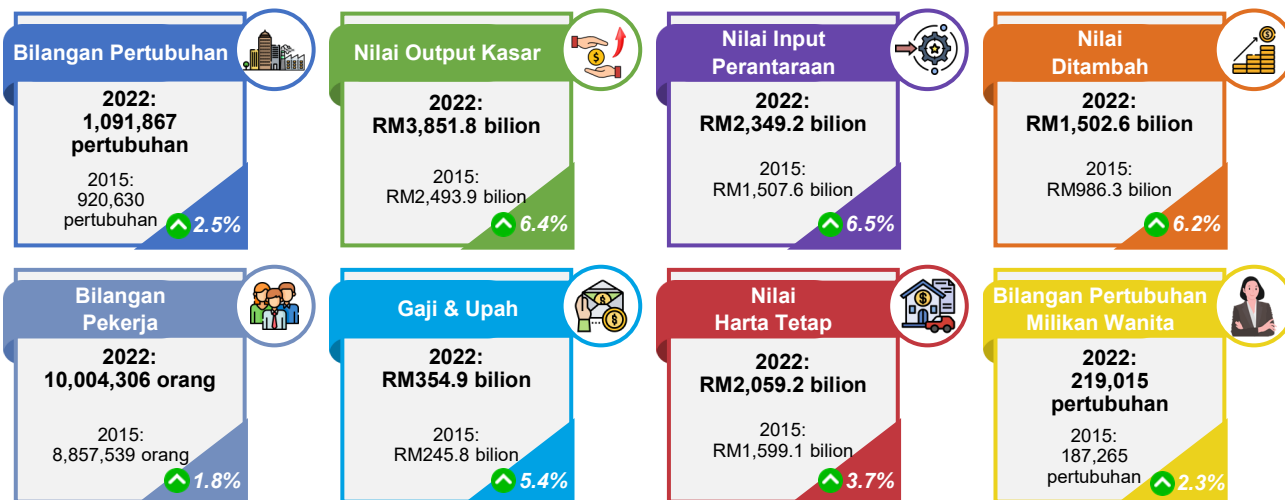 Bilangan Pertubuhan
2022:
1,091,867
pertubuhan
2015:
920,630
pertubuhan
2.5%
Nilai Output Kasar
2022:
RM3,851.8 bilion
2015:
RM2,493.9 bilion
6.4%
Nilai Input
Perantaraan
2022:
RM2,349.2 bilion
2015:
RM1,507.6 bilion
6.5%
Nilai
Ditambah
2022:
RM1,502.6 bilion
2015:
RM986.3 bilion
6.2%
Bilangan
Pekerja
2022:
10,004,306 orang
2015:
8,857,539 orang
1.8%
Gaji & Upah
2022:
RM354.9 bilion
2015:
RM245.8 bilion
5.4%
Nilai
Harta Tetap
2022:
RM2,059.2 bilion
2015:
RM1,599.1 bilion
3.7%
Bilangan Pertubuhan
Milikan Wanita
2022:
219,015
pertubuhan
2015:
187,265
pertubuhan
2.3%